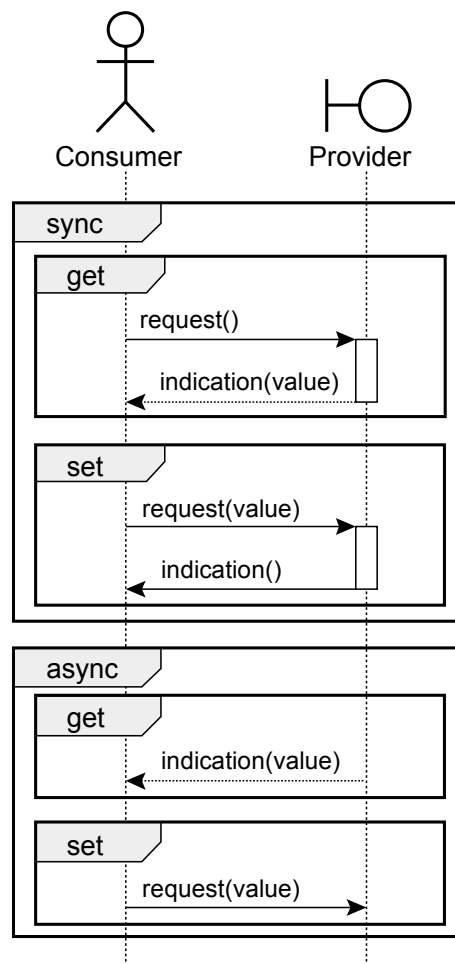 Consumer
Provider
sync
get
request()
indication(value)
set
request(value)
indication()
async
get
indication(value)
set
request(value)